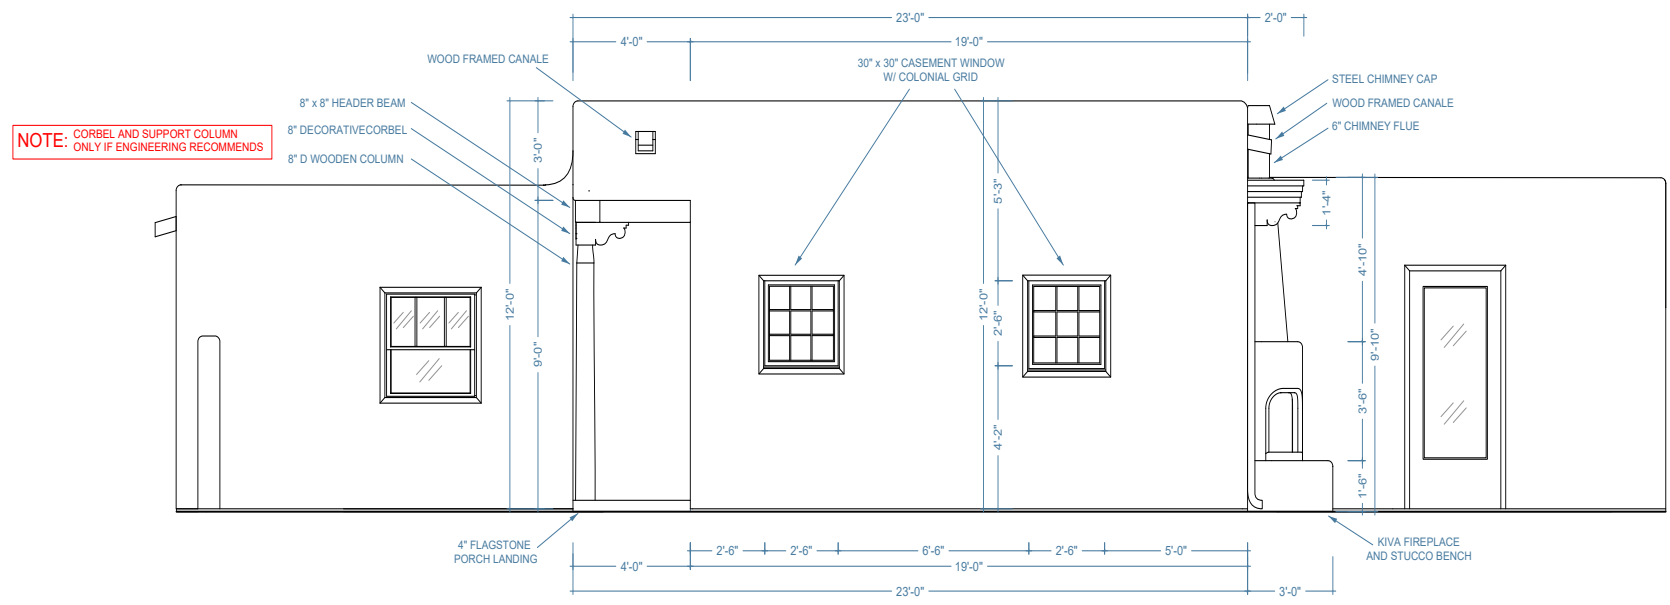 23'-0"
2'-0"
4'-0"
19'-0"
WOOD FRAMED CANALE
30" x 30" CASEMENT WINDOW
W/ COLONIAL GRID
STEEL CHIMNEY CAP
WOOD FRAMED CANALE
6" CHIMNEY FLUE
8" x 8" HEADER BEAM
8" DECORATIVECORBEL
8" D WOODEN COLUMN
NOTE: CORBEL AND SUPPORT COLUMN
ONLY IF ENGINEERING RECOMMENDS
3'-0"
12'-0"
9'-0"
5'-3"
12'-0"
2'-6"
4'-2"
1'-4"
4'-10"
9'-10"
3'-6"
1'-6"
4" FLAGSTONE
PORCH LANDING
2'-6"
2'-6"
6'-6"
2'-6"
5'-0"
KIVA FIREPLACE
AND STUCCO BENCH
4'-0"
19'-0"
23'-0"
3'-0"